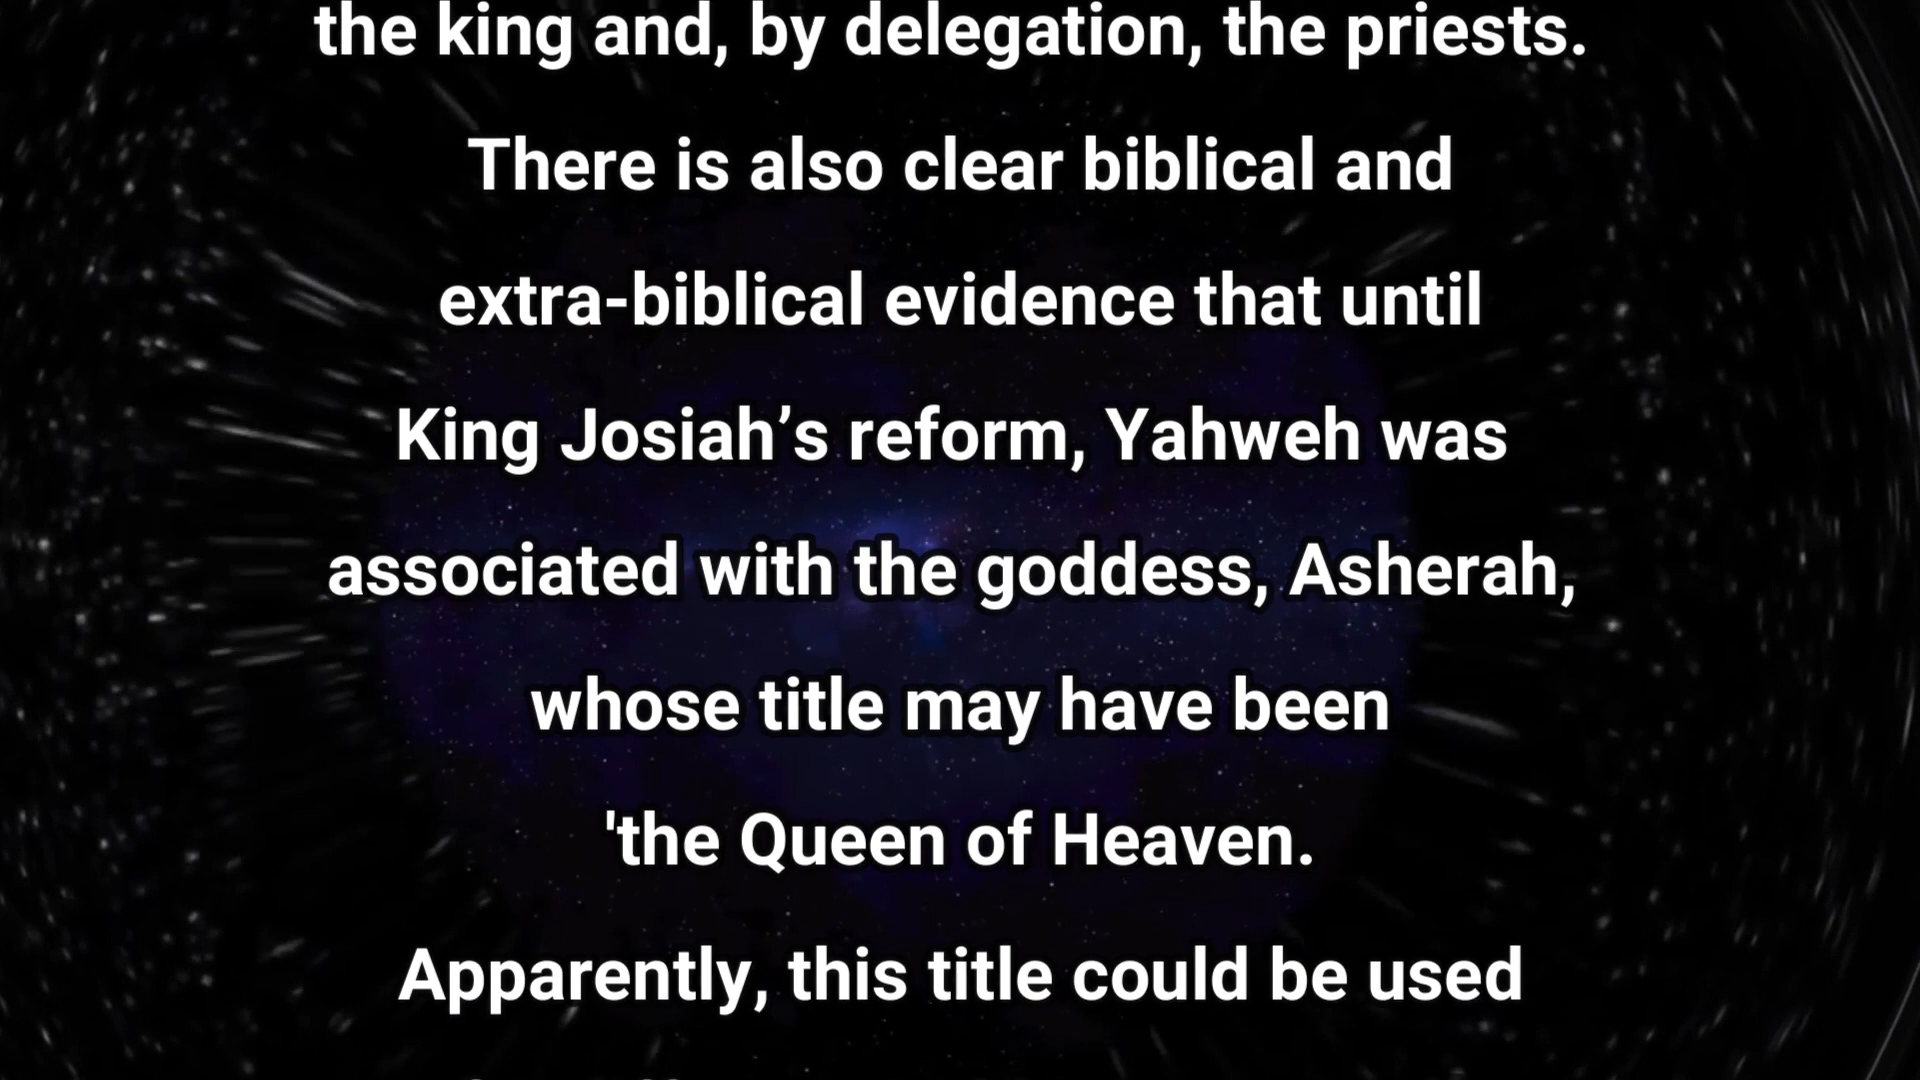 the king and, by delegation, the priests.
There is also clear biblical and
extra-biblical evidence that until
King Josiah’s reform, Yahweh was
associated with the goddess, Asherah,
whose title may have been
'the Queen of Heaven.
Apparently, this title could be used